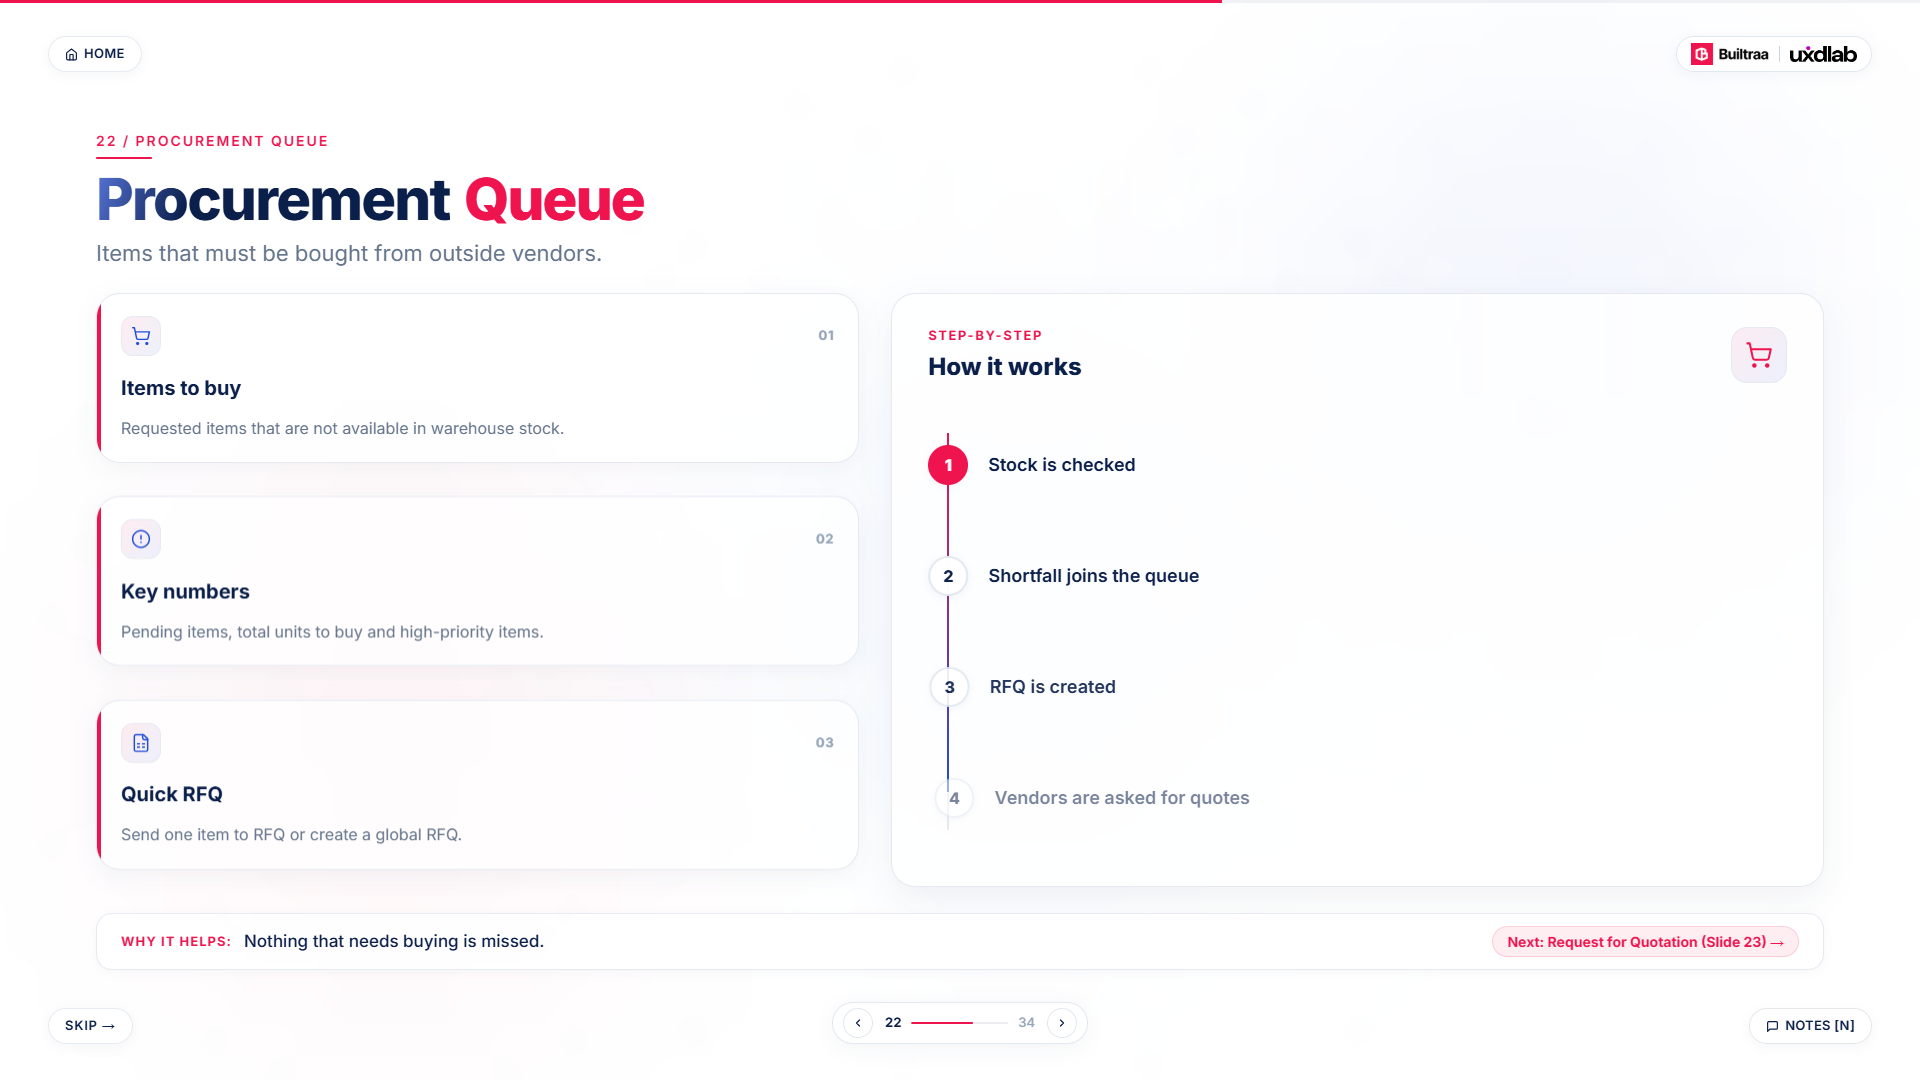 HOME
Builtraa
uxdlab
22 / PROCUREMENT QUEUE
Procurement Queue
Items that must be bought from outside vendors.
01
Items to buy
Requested items that are not available in warehouse stock.
02
Key numbers
Pending items, total units to buy and high-priority items.
03
Quick RFQ
Send one item to RFQ or create a global RFQ.
STEP-BY-STEP
How it works
1 Stock is checked
2 Shortfall joins the queue
3 RFQ is created
4 Vendors are asked for quotes
WHY IT HELPS: Nothing that needs buying is missed.
Next: Request for Quotation (Slide 23) →
SKIP →
22 34
NOTES [N]